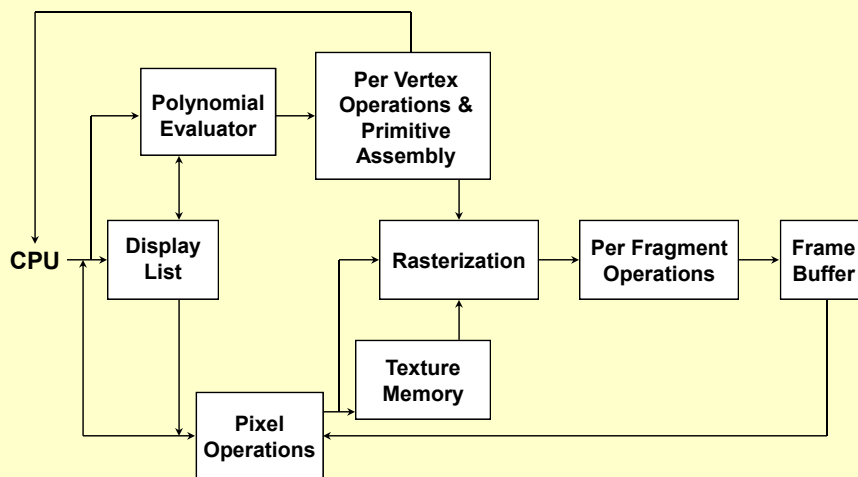 Polynomial
Evaluator
Per Vertex
Operations &
Primitive
Assembly
CPU
Display
List
Rasterization
Per Fragment
Operations
Frame
Buffer
Texture
Memory
Pixel
Operations